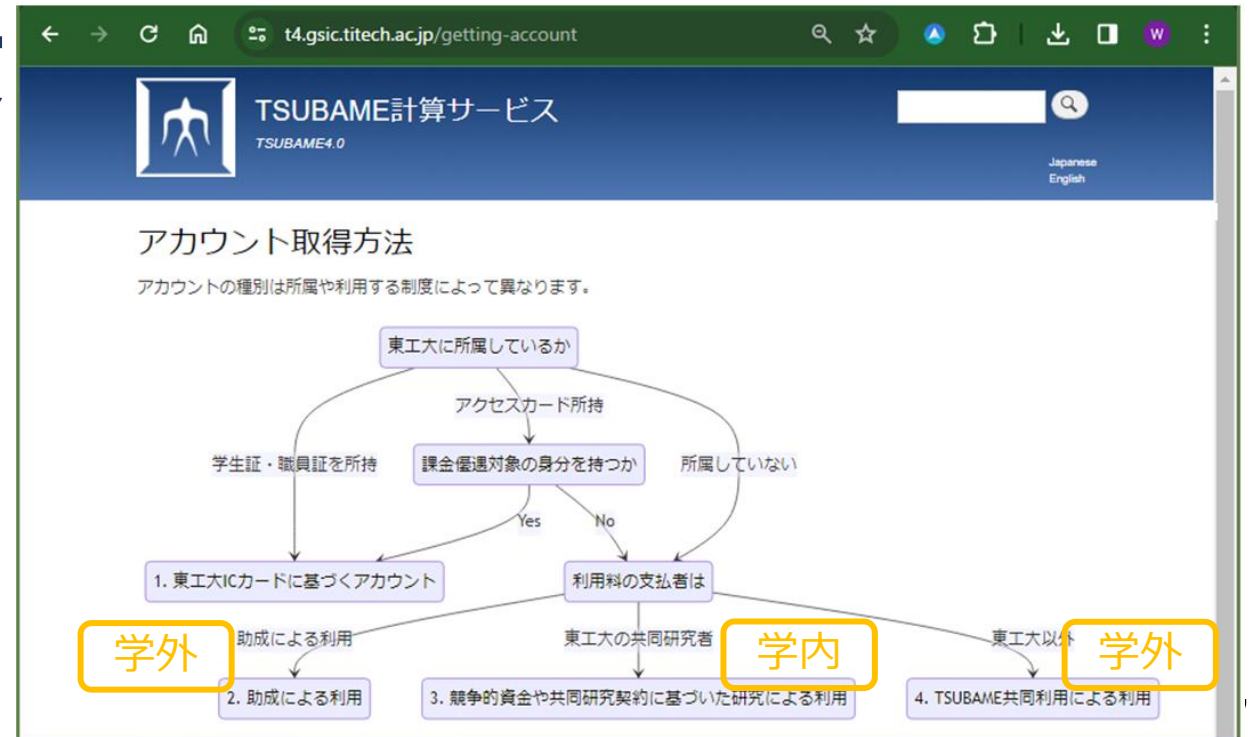 t4.gsic.titech.ac.jp/getting-account
W
TSUBAME計算サービス
TSUBAME4.0
Japanese
English
アカウント取得方法
アカウントの種別は所属や利用する制度によって異なります。
東工大に所属しているか
アクセスカード所持
学生証・職員証を所持
課金優遇対象の身分を持つか
所属していない
Yes
No
1. 東工大ICカードに基づくアカウント
利用料の支払者は
学外
助成による利用
東工大の共同研究者
学内
東工大以外
学外
2. 助成による利用
3. 競争的資金や共同研究契約に基づいた研究による利用
4. TSUBAME共同利用による利用